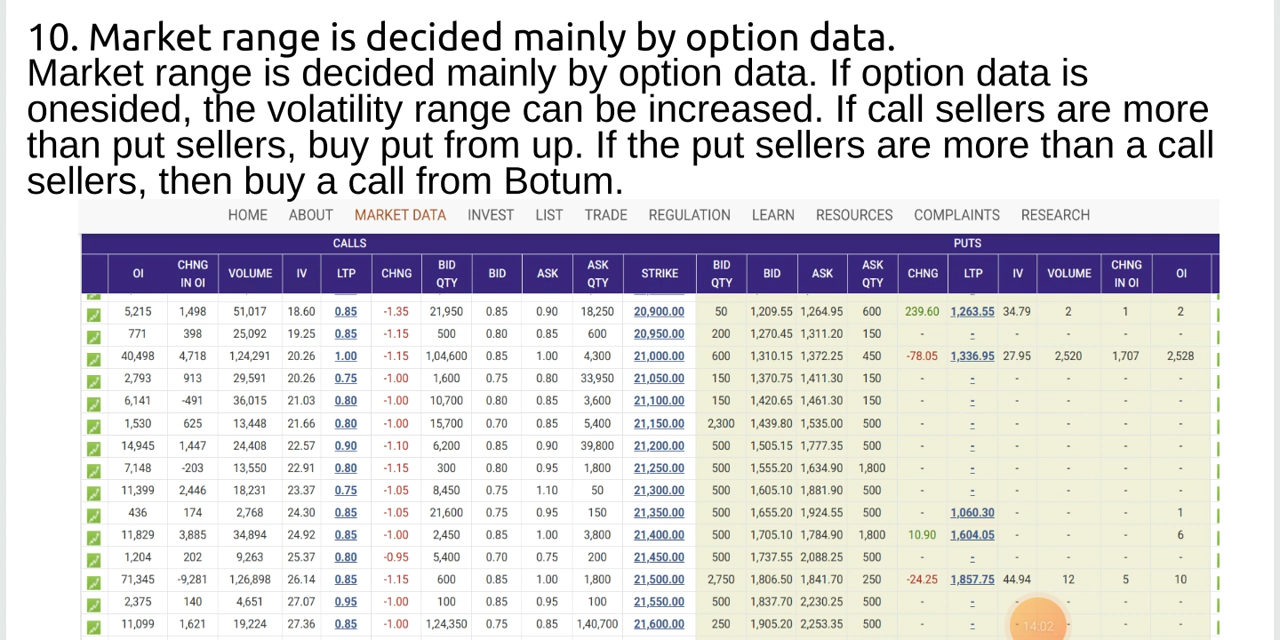 10. Market range is decided mainly by option data.
Market range is decided mainly by option data. If option data is
onesided, the volatility range can be increased. If call sellers are more
than put sellers, buy put from up. If the put sellers are more than a call
sellers, then buy a call from Botum.
HOME ABOUT MARKET DATA INVEST LIST TRADE REGULATION LEARN RESOURCES COMPLAINTS RESEARCH
CALLS PUTS
OI CHNG IN OI VOLUME IV LTP CHNG BID QTY BID ASK ASK QTY STRIKE BID QTY BID ASK ASK QTY CHNG LTP IV VOLUME CHNG IN OI OI
5,215 1,498 51,017 18.60 0.85 -1.35 21,950 0.85 0.90 18,250 20,900.00 50 1,209.55 1,264.95 600 239.60 1,263.55 34.79 2 1 2
771 398 25,092 19.25 0.85 -1.15 500 0.80 0.85 600 20,950.00 200 1,270.45 1,311.20 150 - - - - - -
40,498 4,718 1,24,291 20.26 1.00 -1.15 1,04,600 0.85 1.00 4,300 21,000.00 600 1,310.15 1,372.25 450 -78.05 1,336.95 27.95 2,520 1,707 2,528
2,793 913 29,591 20.26 0.75 -1.00 1,600 0.75 0.80 33,950 21,050.00 150 1,370.75 1,411.30 150 - - - - - -
6,141 -491 36,015 21.03 0.80 -1.00 10,700 0.80 0.85 3,600 21,100.00 150 1,420.65 1,461.30 150 - - - - - -
1,530 625 13,448 21.66 0.80 -1.00 15,700 0.70 0.85 5,400 21,150.00 2,300 1,439.80 1,535.00 500 - - - - - -
14,945 1,447 24,408 22.57 0.90 -1.10 6,200 0.85 0.90 39,800 21,200.00 500 1,505.15 1,777.35 500 - - - - - -
7,148 -203 13,550 22.91 0.80 -1.15 300 0.80 0.95 1,800 21,250.00 500 1,555.20 1,634.90 1,800 - - - - - -
11,399 2,446 18,231 23.37 0.75 -1.05 8,450 0.75 1.10 50 21,300.00 500 1,605.10 1,881.90 500 - - - - - -
436 174 2,768 24.30 0.85 -1.05 21,600 0.75 0.95 150 21,350.00 500 1,655.20 1,924.55 500 - 1,060.30 - - - 1
11,829 3,885 34,894 24.92 0.85 -1.00 2,450 0.85 1.00 3,800 21,400.00 500 1,705.10 1,784.90 1,800 10.90 1,604.05 - - - 6
1,204 202 9,263 25.37 0.80 -0.95 5,400 0.70 0.75 200 21,450.00 500 1,737.55 2,088.25 500 - - - - - -
71,345 -9,281 1,26,898 26.14 0.85 -1.15 600 0.85 1.00 1,800 21,500.00 2,750 1,806.50 1,841.70 250 -24.25 1,857.75 44.94 12 5 10
2,375 140 4,651 27.07 0.95 -1.00 100 0.85 0.95 100 21,550.00 500 1,837.70 2,230.25 500 - - - - - -
11,099 1,621 19,224 27.36 0.85 -1.00 1,24,350 0.75 0.85 1,40,700 21,600.00 250 1,905.20 2,253.35 500 - - - - - -
14:02